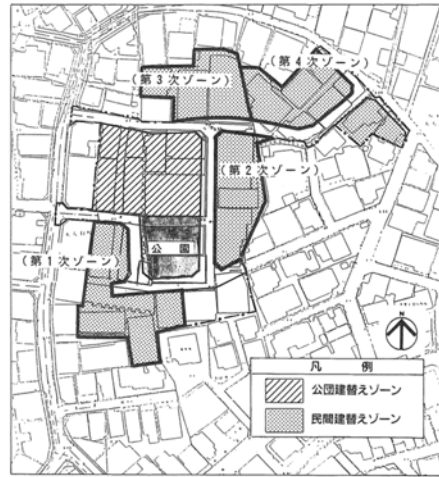 (第4次ゾーン)
(第3次ゾーン)
(第2次ゾーン)
公園
(第1次ゾーン)
N
凡例
公団建替えゾーン
民間建替えゾーン